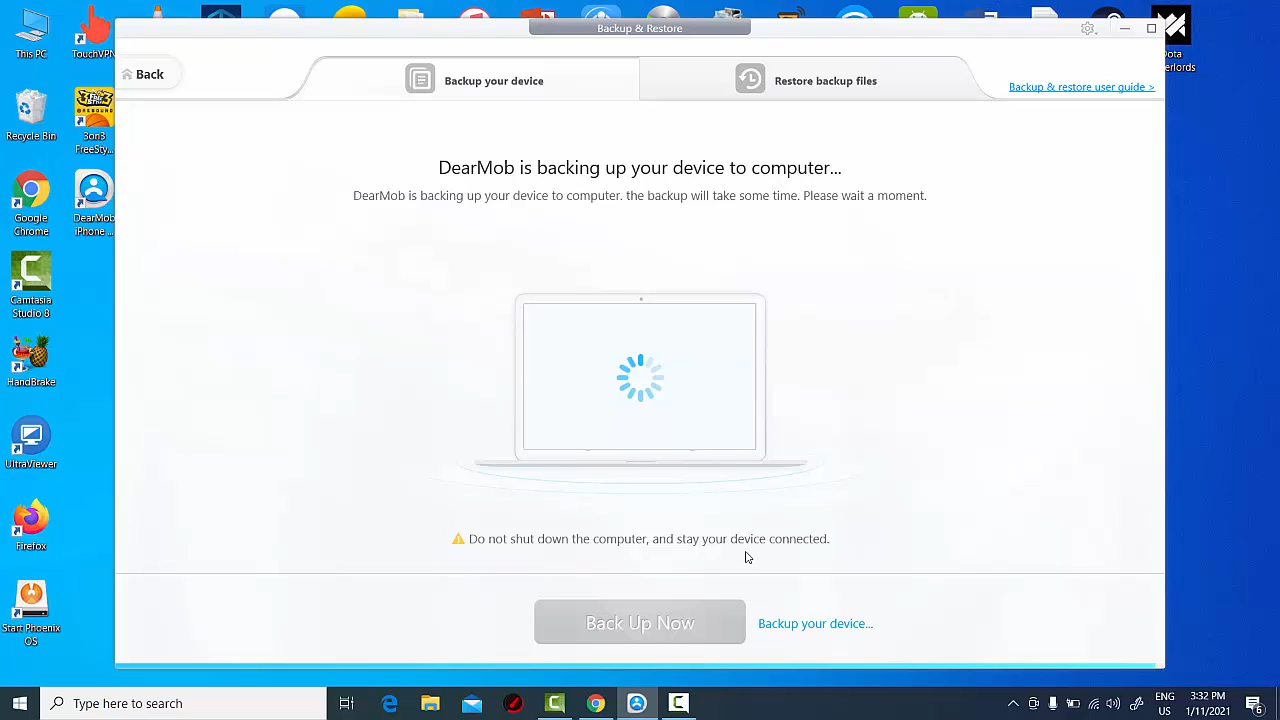 Backup & Restore
Back
Backup your device
Restore backup files
Backup & restore user guide >
DearMob is backing up your device to computer...
DearMob is backing up your device to computer. the backup will take some time. Please wait a moment.
Do not shut down the computer, and stay your device connected.
Back Up Now
Backup your device...
This PC
TouchVPN
Recycle Bin
3on3
FreeSty...
Google
Chrome
DearMob
iPhone ...
Camtasia
Studio 8
HandBrake
UltraViewer
Firefox
Start Phoenix
OS
Dota
erlords
Type here to search
ENG
US
3:32 PM
1/11/2021
6